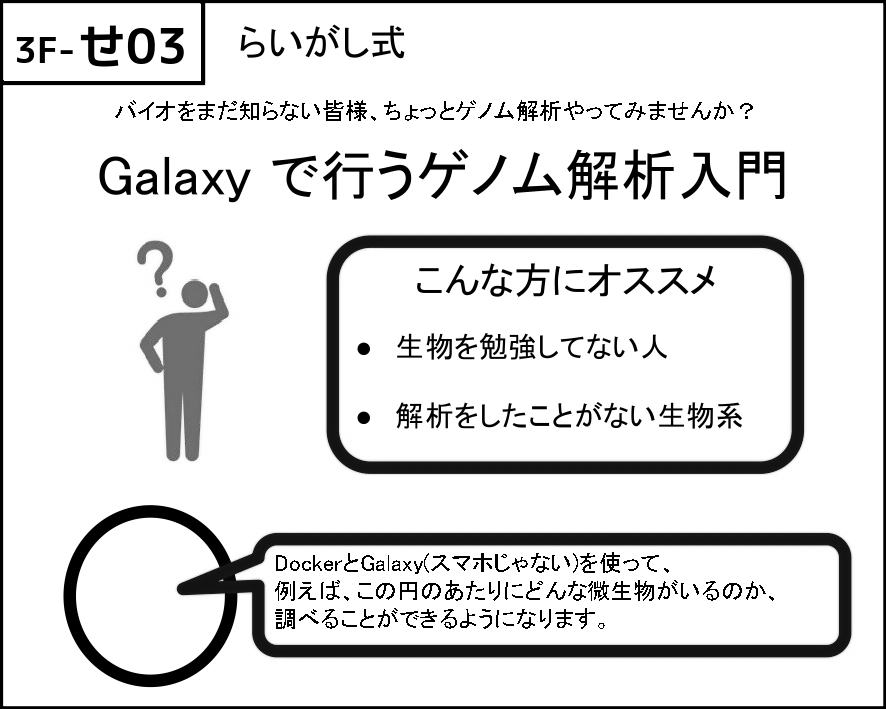 3F-せ03
らいがし式
バイオをまだ知らない皆様、ちょっとゲノム解析やってみませんか？
Galaxy で行うゲノム解析入門
?
こんな方にオススメ
● 生物を勉強してない人
● 解析をしたことがない生物系
DockerとGalaxy(スマホじゃない)を使って、
例えば、この円のあたりにどんな微生物がいるのか、
調べることができるようになります。